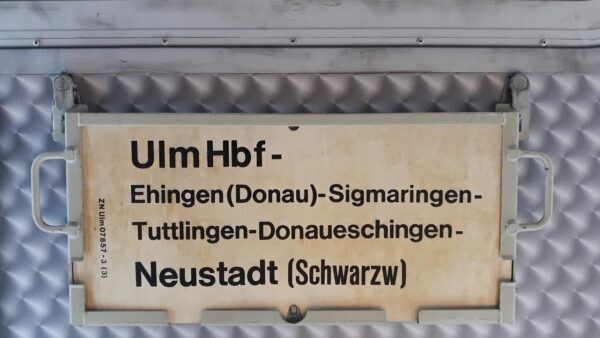 Ulm Hbf -
Ehingen (Donau)- Sigmaringen -
Tuttlingen-Donaueschingen -
Neustadt (Schwarzw)
ZN Ulm 07857 - 3 (3)